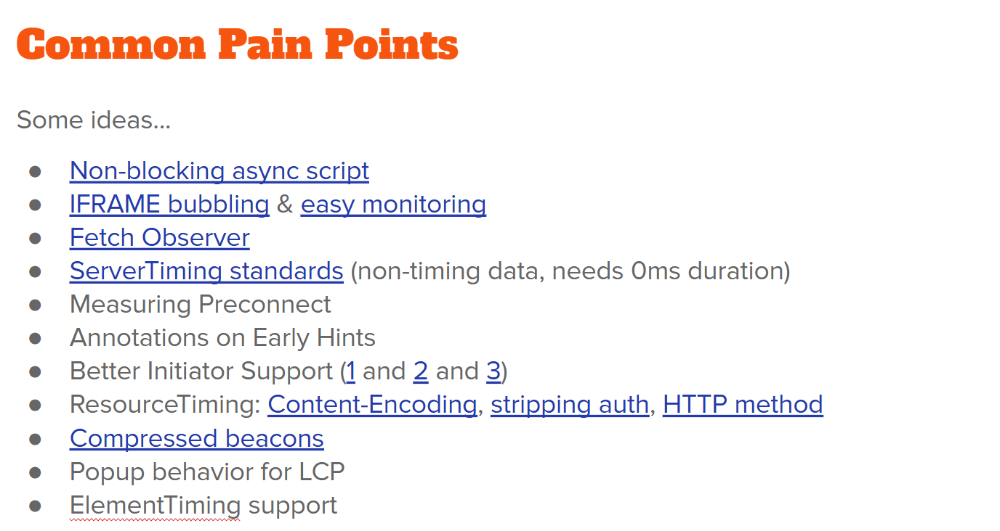 Common Pain Points
Some ideas...
● Non-blocking async script
● IFRAME bubbling & easy monitoring
● Fetch Observer
● ServerTiming standards (non-timing data, needs 0ms duration)
● Measuring Preconnect
● Annotations on Early Hints
● Better Initiator Support (1 and 2 and 3)
● ResourceTiming: Content-Encoding, stripping auth, HTTP method
● Compressed beacons
● Popup behavior for LCP
● ElementTiming support